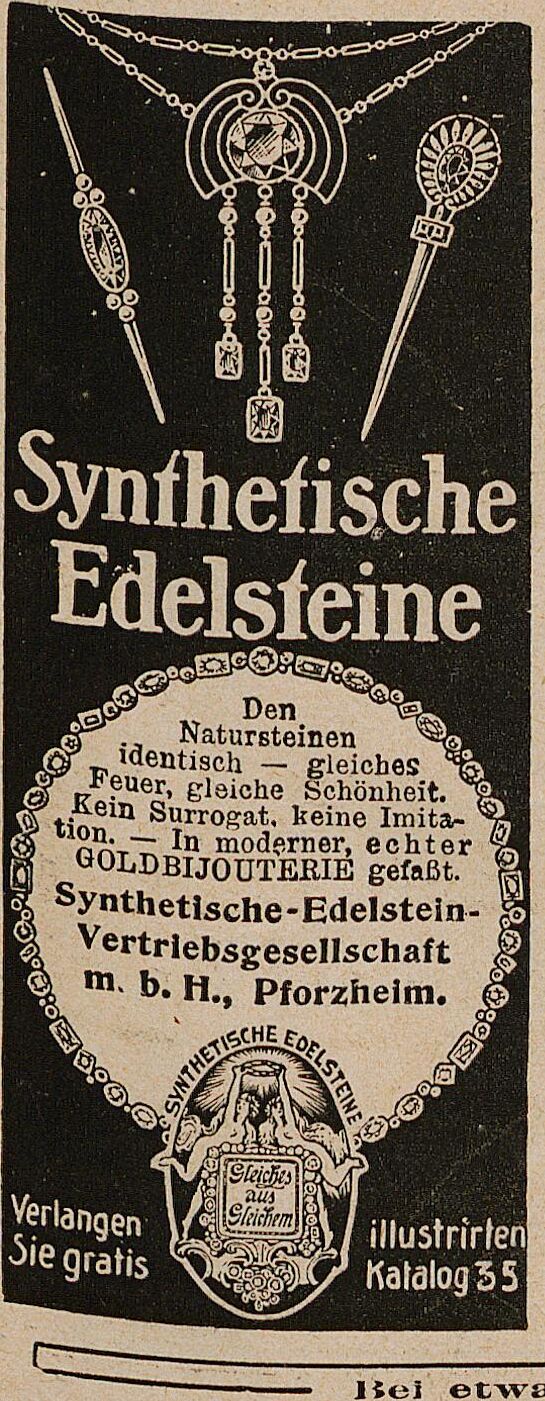 Synthetische
Edelsteine
Den
Natursteinen
identisch — gleiches
Feuer, gleiche Schönheit.
Kein Surrogat, keine Imita-
tion. — In moderner, echter
GOLDBIJOUTERIE gefaßt.
Synthetische-Edelstein-
Vertriebsgesellschaft
m. b. H., Pforzheim.
SYNTHETISCHE EDELSTEINE
Gleiches
aus
Gleichem
Verlangen
Sie gratis
illustrirten
Katalog 35
Bei etwa